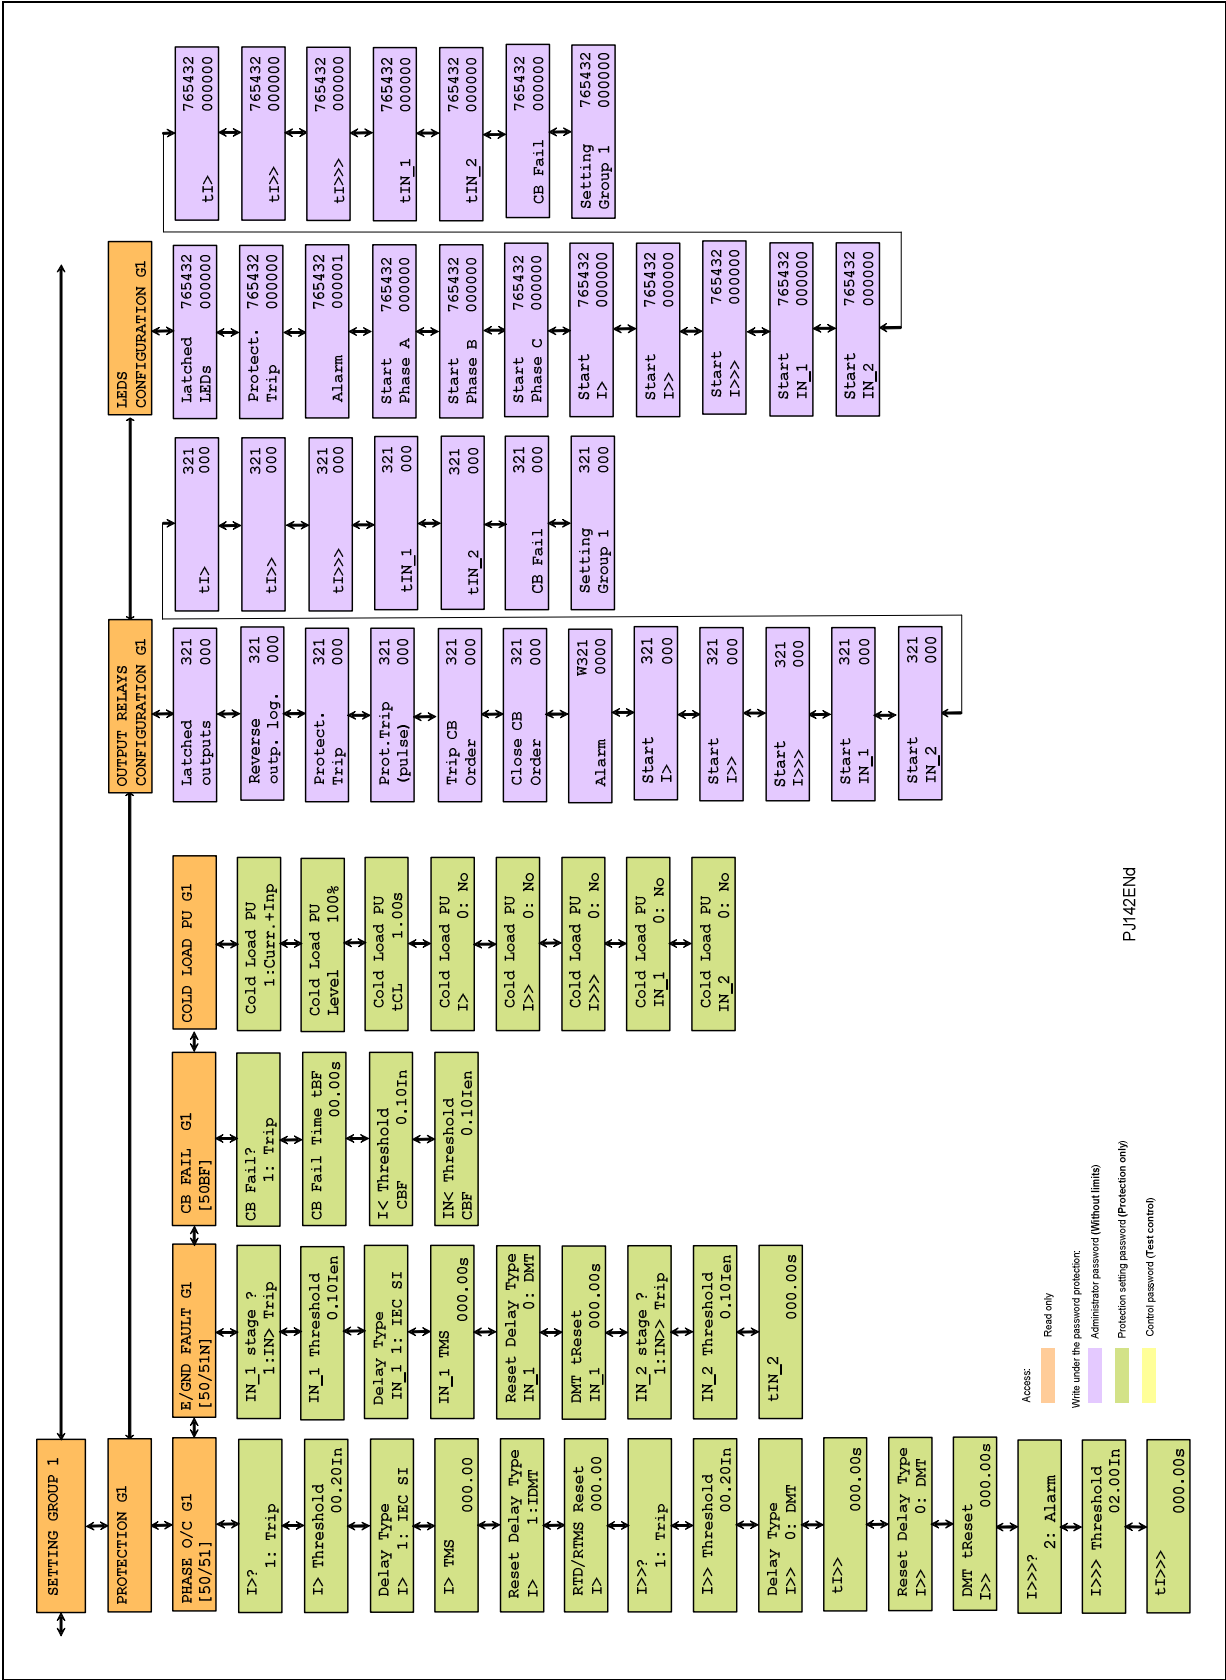 SETTING GROUP 1
PROTECTION G1
PHASE O/C G1
[50/51]
I>?
1: Trip
I> Threshold
00.20In
Delay Type
I> 1: IEC SI
I> TMS
000.00
Reset Delay Type
I> 1:IDMT
RTD/RTMS Reset
I> 000.00
I>>?
1: Trip
I>> Threshold
00.20In
Delay Type
I>> 0: DMT
tI>>
000.00s
Reset Delay Type
I>> 0: DMT
DMT tReset
I>> 000.00s
I>>>?
2: Alarm
I>>> Threshold
02.00In
tI>>>
000.00s
E/GND FAULT G1
[50/51N]
IN_1 stage ?
1:IN> Trip
IN_1 Threshold
0.10Ien
Delay Type
IN_1 1: IEC SI
IN_1 TMS
000.00s
Reset Delay Type
IN_1 0: DMT
DMT tReset
IN_1 000.00s
IN_2 stage ?
1:IN>> Trip
IN_2 Threshold
0.10Ien
tIN_2
000.00s
CB FAIL G1
[50BF]
CB Fail?
1: Trip
CB Fail Time tBF
00.00s
I< Threshold
CBF 0.10In
IN< Threshold
CBF 0.10Ien
COLD LOAD PU G1
Cold Load PU
1:Curr.+Inp
Cold Load PU
Level 100%
Cold Load PU
tCL 1.00s
Cold Load PU
I> 0: No
Cold Load PU
I>> 0: No
Cold Load PU
I>>> 0: No
Cold Load PU
IN_1 0: No
Cold Load PU
IN_2 0: No
OUTPUT RELAYS
CONFIGURATION G1
Latched 321
outputs 000
Reverse 321
outp. log. 000
Protect. 321
Trip 000
Prot.Trip 321
(pulse) 000
Trip CB 321
Order 000
Close CB 321
Order 000
W321
Alarm 0000
Start 321
I> 000
Start 321
I>> 000
Start 321
I>>> 000
Start 321
IN_1 000
Start 321
IN_2 000
321
tI> 000
321
tI>> 000
321
tI>>> 000
321
tIN_1 000
321
tIN_2 000
321
CB Fail 000
Setting 321
Group 1 000
LEDS
CONFIGURATION G1
Latched 765432
LEDs 000000
Protect. 765432
Trip 000000
765432
Alarm 000001
Start 765432
Phase A 000000
Start 765432
Phase B 000000
Start 765432
Phase C 000000
Start 765432
I> 000000
Start 765432
I>> 000000
Start 765432
I>>> 000000
Start 765432
IN_1 000000
Start 765432
IN_2 000000
765432
tI> 000000
765432
tI>> 000000
765432
tI>>> 000000
765432
tIN_1 000000
765432
tIN_2 000000
765432
CB Fail 000000
Setting 765432
Group 1 000000
Access:
Read only
Write under the password protection:
Administrator password (Without limits)
Protection setting password (Protection only)
Control password (Test control)
PJ142ENd